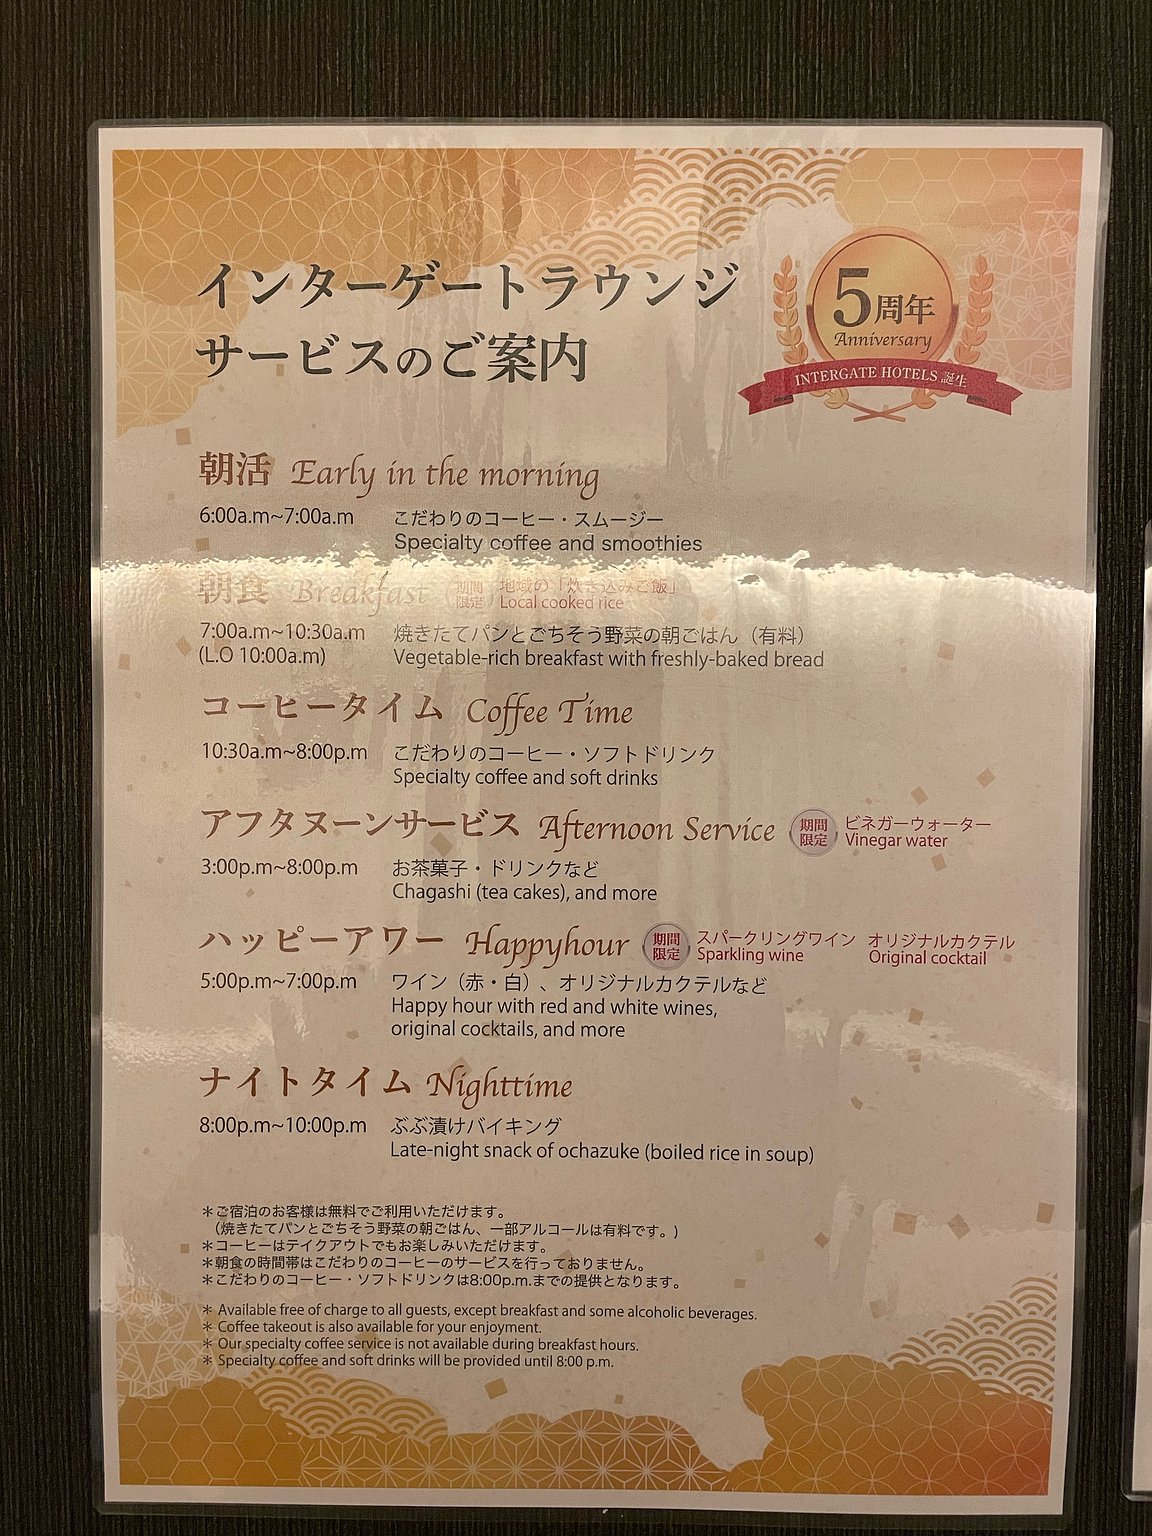 インターゲートラウンジ
サービスのご案内
5周年
Anniversary
INTERGATE HOTELS 誕生
朝活 Early in the morning
6:00a.m~7:00a.m こだわりのコーヒー・スムージー
Specialty coffee and smoothies
朝食 Breakfast 期間限定 地域の「炊き込みご飯」
Local cooked rice
7:00a.m~10:30a.m 焼きたてパンとごちそう野菜の朝ごはん（有料）
(L.O 10:00a.m) Vegetable-rich breakfast with freshly-baked bread
コーヒータイム Coffee Time
10:30a.m~8:00p.m こだわりのコーヒー・ソフトドリンク
Specialty coffee and soft drinks
アフタヌーンサービス Afternoon Service 期間限定 ビネガーウォーター
Vinegar water
3:00p.m~8:00p.m お茶菓子・ドリンクなど
Chagashi (tea cakes), and more
ハッピーアワー Happyhour 期間限定 スパークリングワイン オリジナルカクテル
Sparkling wine Original cocktail
5:00p.m~7:00p.m ワイン（赤・白）、オリジナルカクテルなど
Happy hour with red and white wines,
original cocktails, and more
ナイトタイム Nighttime
8:00p.m~10:00p.m ぶぶ漬けバイキング
Late-night snack of ochazuke (boiled rice in soup)
＊ご宿泊のお客様は無料でご利用いただけます。
（焼きたてパンとごちそう野菜の朝ごはん、一部アルコールは有料です。)
＊コーヒーはテイクアウトでもお楽しみいただけます。
＊朝食の時間帯はこだわりのコーヒーのサービスを行っておりません。
＊こだわりのコーヒー・ソフトドリンクは8:00p.m.までの提供となります。
＊ Available free of charge to all guests, except breakfast and some alcoholic beverages.
＊ Coffee takeout is also available for your enjoyment.
＊ Our specialty coffee service is not available during breakfast hours.
＊ Specialty coffee and soft drinks will be provided until 8:00 p.m.